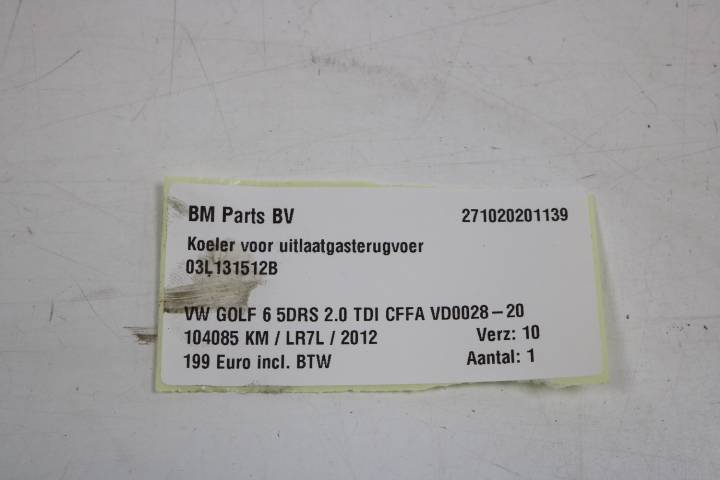 BM Parts BV 271020201139
Koeler voor uitlaatgasterugvoer
03L131512B
VW GOLF 6 5DRS 2.0 TDI CFFA VD0028-20
104085 KM / LR7L / 2012 Verz: 10
199 Euro incl. BTW Aantal: 1